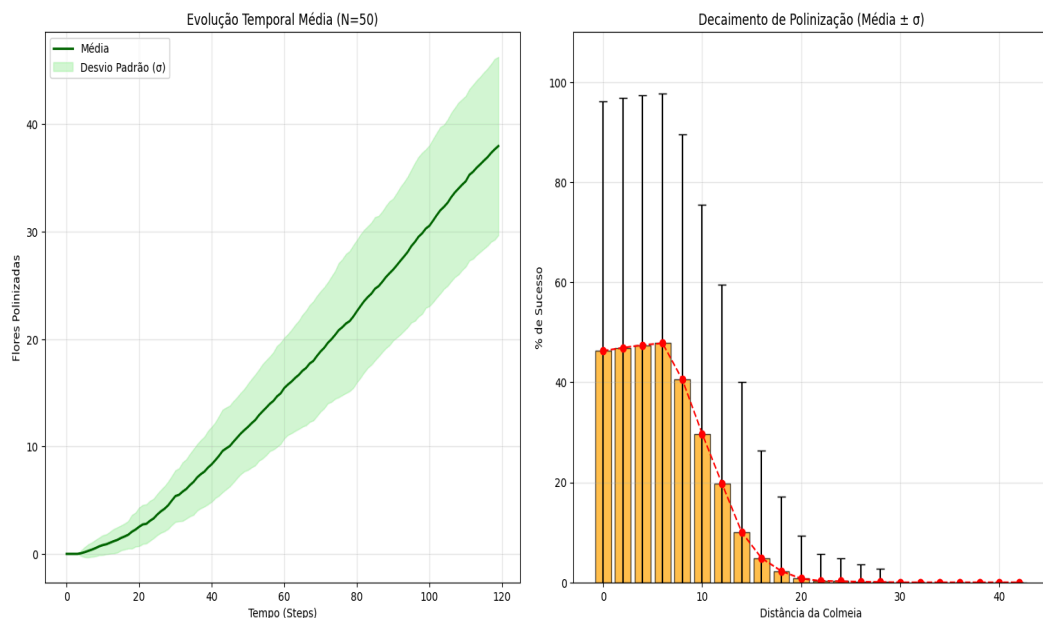 Evolução Temporal Média (N=50)
Média
Desvio Padrão (σ)
Flores Polinizadas
40
30
20
10
0
0 20 40 60 80 100 120
Tempo (Steps)
Decaimento de Polinização (Média ± σ)
% de Sucesso
100
80
60
40
20
0
0 10 20 30 40
Distância da Colmeia